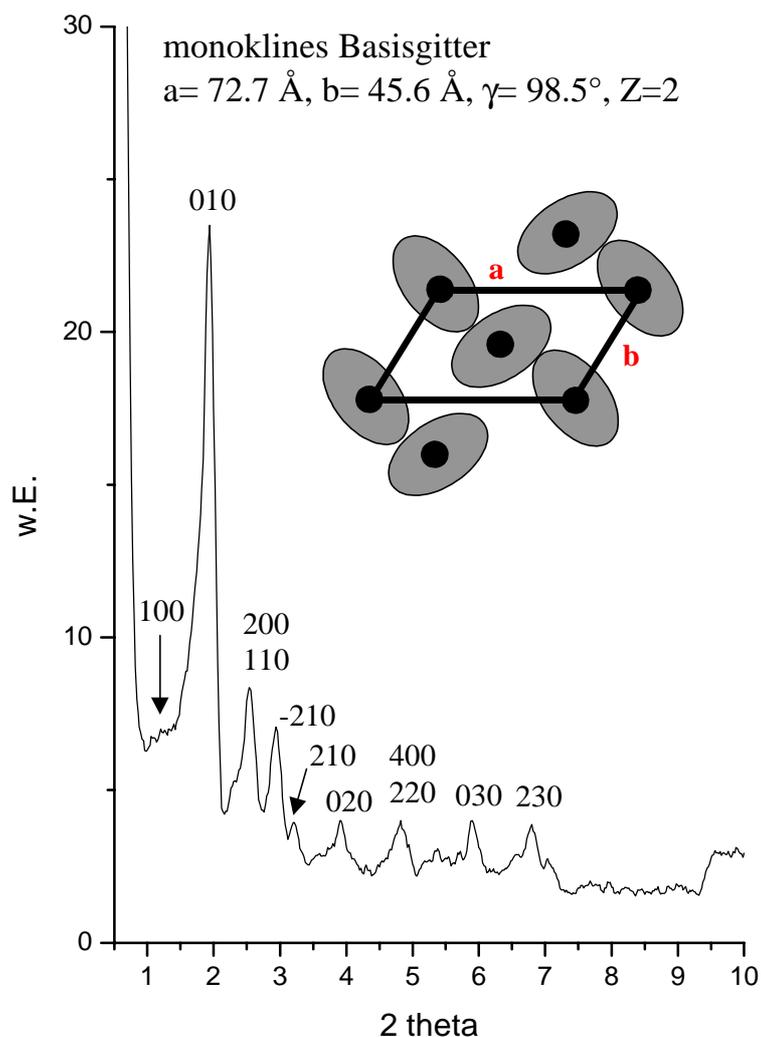 monoklines Basisgitter
a= 72.7 Å, b= 45.6 Å, γ= 98.5°, Z=2
30
20
10
0
w.E.
010
100
200
110
-210
210
400
020
220
030
230
a
b
1 2 3 4 5 6 7 8 9 10
2 theta